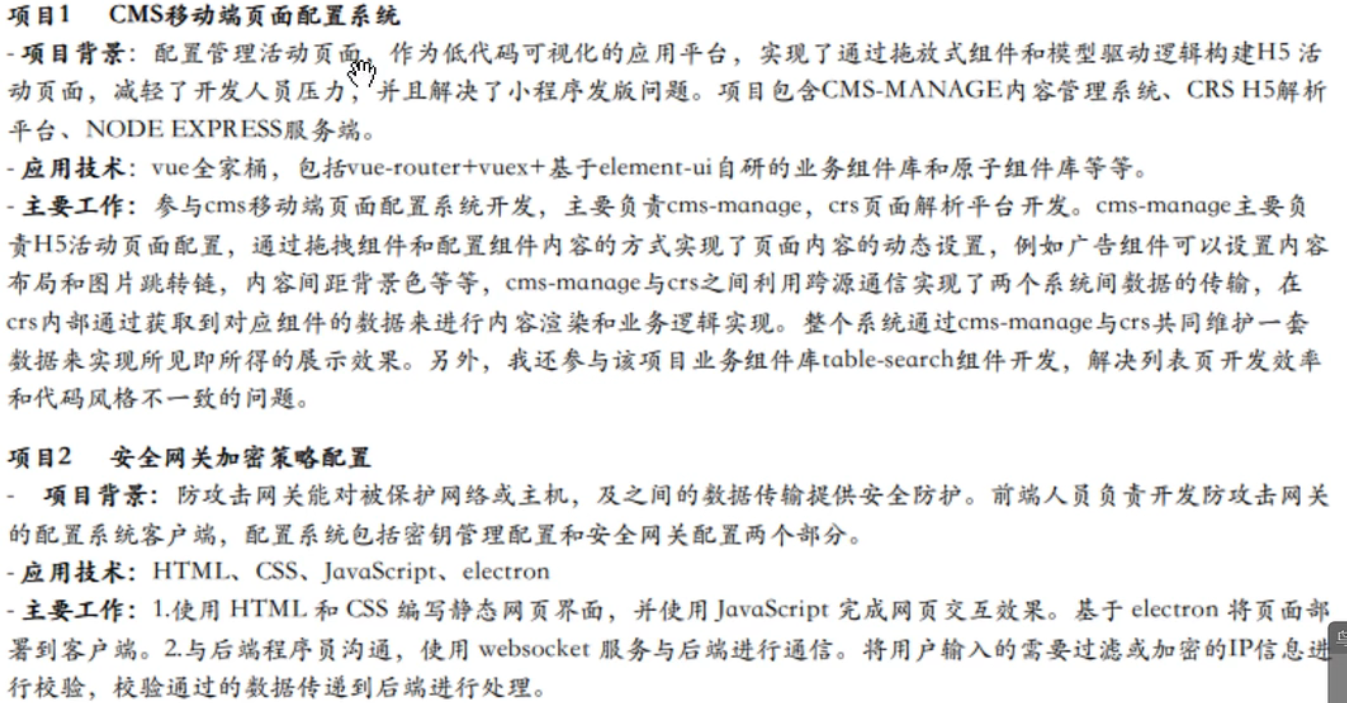 项目1 CMS移动端页面配置系统
- 项目背景：配置管理活动页面，作为低代码可视化的应用平台，实现了通过拖放式组件和模型驱动逻辑构建H5 活
动页面，减轻了开发人员压力，并且解决了小程序发版问题。项目包含CMS-MANAGE内容管理系统、CRS H5解析
平台、NODE EXPRESS服务端。
- 应用技术：vue全家桶，包括vue-router+vuex+基于element-ui自研的业务组件库和原子组件库等等。
- 主要工作：参与cms移动端页面配置系统开发，主要负责cms-manage，crs页面解析平台开发。cms-manage主要负
责H5活动页面配置，通过拖拽组件和配置组件内容的方式实现了页面内容的动态设置，例如广告组件可以设置内容
布局和图片跳转链，内容间距背景色等等，cms-manage与crs之间利用跨源通信实现了两个系统间数据的传输，在
crs内部通过获取到对应组件的数据来进行内容渲染和业务逻辑实现。整个系统通过cms-manage与crs共同维护一套
数据来实现所见即所得的展示效果。另外，我还参与该项目业务组件库table-search组件开发，解决列表页开发效率
和代码风格不一致的问题。
项目2 安全网关加密策略配置
- 项目背景：防攻击网关能对被保护网络或主机，及之间的数据传输提供安全防护。前端人员负责开发防攻击网关
的配置系统客户端，配置系统包括密钥管理配置和安全网关配置两个部分。
- 应用技术：HTML、CSS、JavaScript、electron
- 主要工作：1.使用 HTML 和 CSS 编写静态网页界面，并使用 JavaScript 完成网页交互效果。基于 electron 将页面部
署到客户端。2.与后端程序员沟通，使用 websocket 服务与后端进行通信。将用户输入的需要过滤或加密的IP信息进
行校验，校验通过的数据传递到后端进行处理。